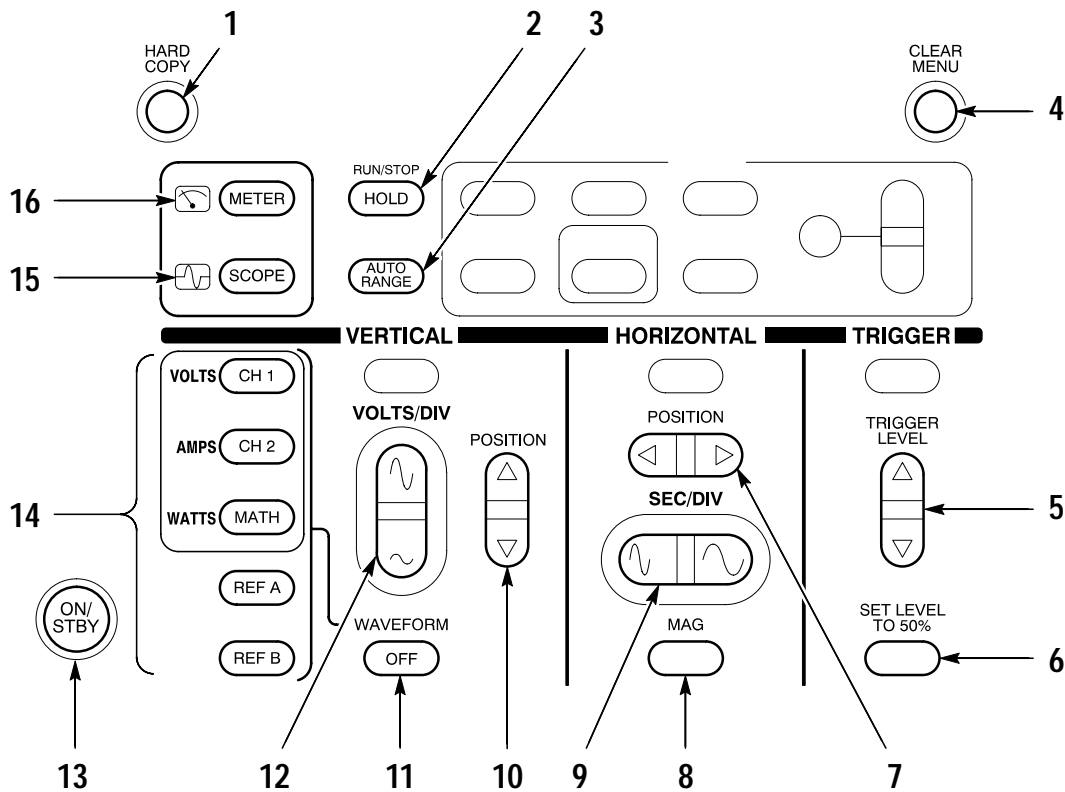 1
2
3
HARD
COPY
CLEAR
MENU
4
RUN/STOP
16
METER
HOLD
15
SCOPE
AUTO
RANGE
VERTICAL
HORIZONTAL
TRIGGER
VOLTS
CH 1
VOLTS/DIV
POSITION
TRIGGER
LEVEL
AMPS
CH 2
POSITION
SEC/DIV
14
WATTS
MATH
5
REF A
ON/
STBY
WAVEFORM
MAG
SET LEVEL
TO 50%
REF B
OFF
6
13
12
11
10
9
8
7